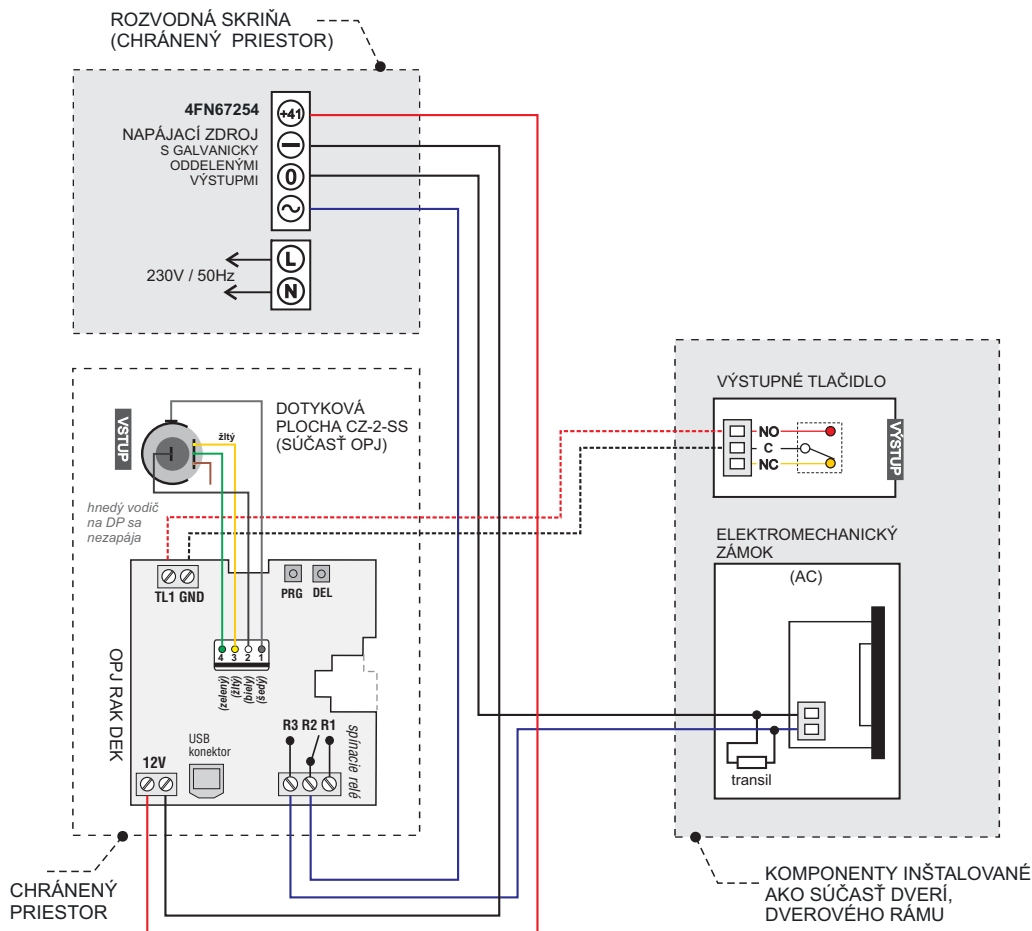 ROZVODNÁ SKRIŇA
(CHRÁNENÝ PRIESTOR)
4FN67254
NAPÁJACÍ ZDROJ
S GALVANICKY
ODDELENÝMI
VÝSTUPMI
+41
0
L
N
230V / 50Hz
VSTUP
žltý
DOTYKOVÁ
PLOCHA CZ-2-SS
(SÚČASŤ OPJ)
hnedý vodič
na DP sa
nezapája
TL1 GND
PRG DEL
OPJ RAK DEK
4 3 2 1
(zelený)
(žltý)
(biely)
(šedý)
USB
konektor
12V
R3 R2 R1
spínacie relé
CHRÁNENÝ
PRIESTOR
VÝSTUPNÉ TLAČIDLO
NO
C
NC
VÝSTUP
ELEKTROMECHANICKÝ
ZÁMOK
(AC)
transil
KOMPONENTY INŠTALOVANÉ
AKO SÚČASŤ DVERÍ,
DVEROVÉHO RÁMU